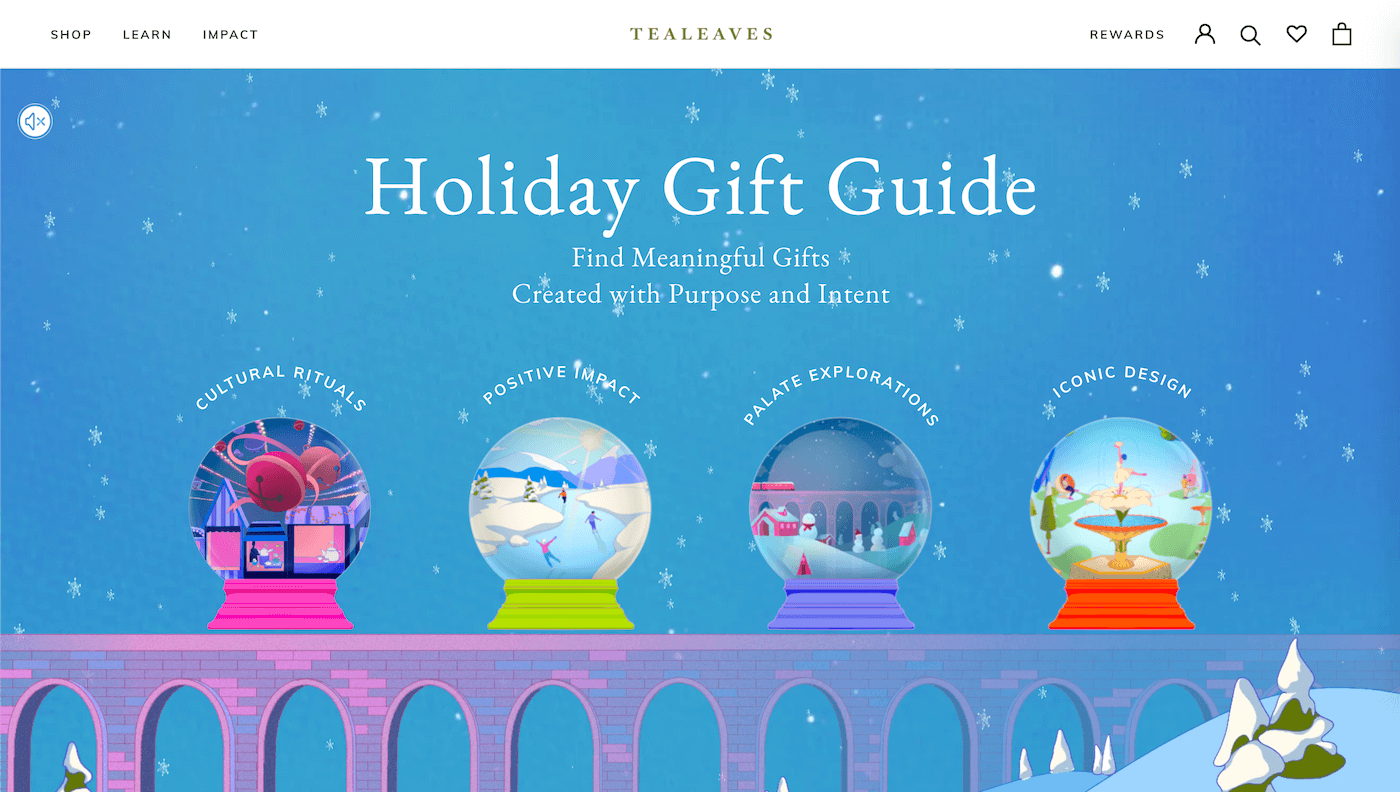 SHOP
LEARN
IMPACT
TEALEAVES
REWARDS
Holiday Gift Guide
Find Meaningful Gifts
Created with Purpose and Intent
CULTURAL RITUALS
POSITIVE IMPACT
PALATE EXPLORATIONS
ICONIC DESIGN